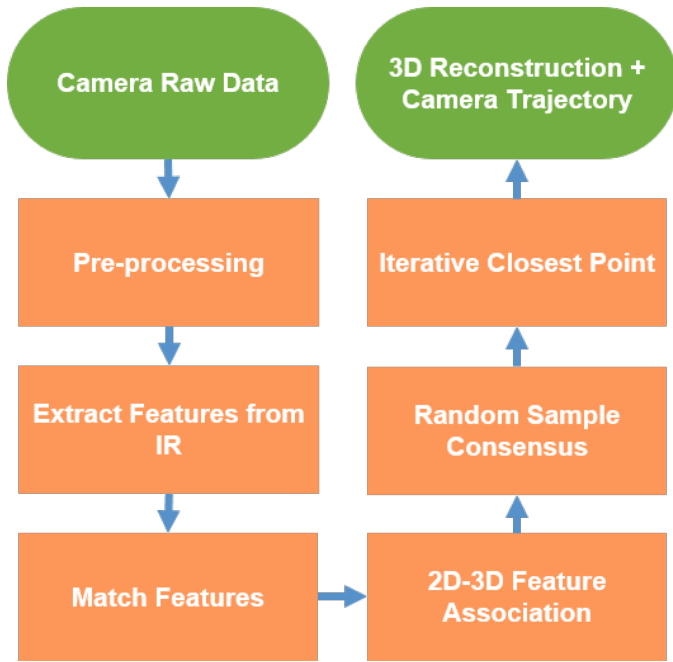 Camera Raw Data
Pre-processing
Extract Features from
IR
Match Features
2D-3D Feature
Association
Random Sample
Consensus
Iterative Closest Point
3D Reconstruction +
Camera Trajectory